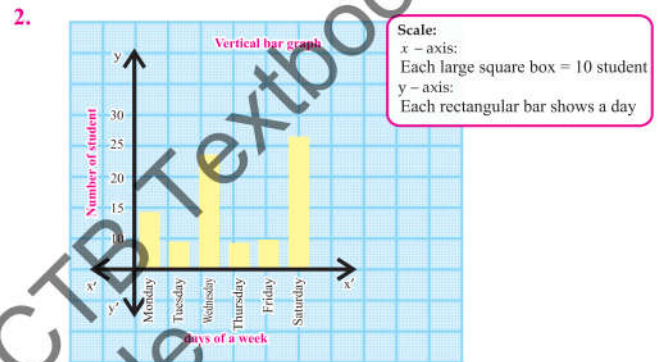 2.
Vertical bar graph
Scale:
x – axis:
Each large square box = 10 student
y – axis:
Each rectangular bar shows a day
y
Number of student
30
25
20
15
10
x'
x'
y'
Monday
Tuesday
Wednesday
Thursday
Friday
Saturday
days of a week
CTB Textboo